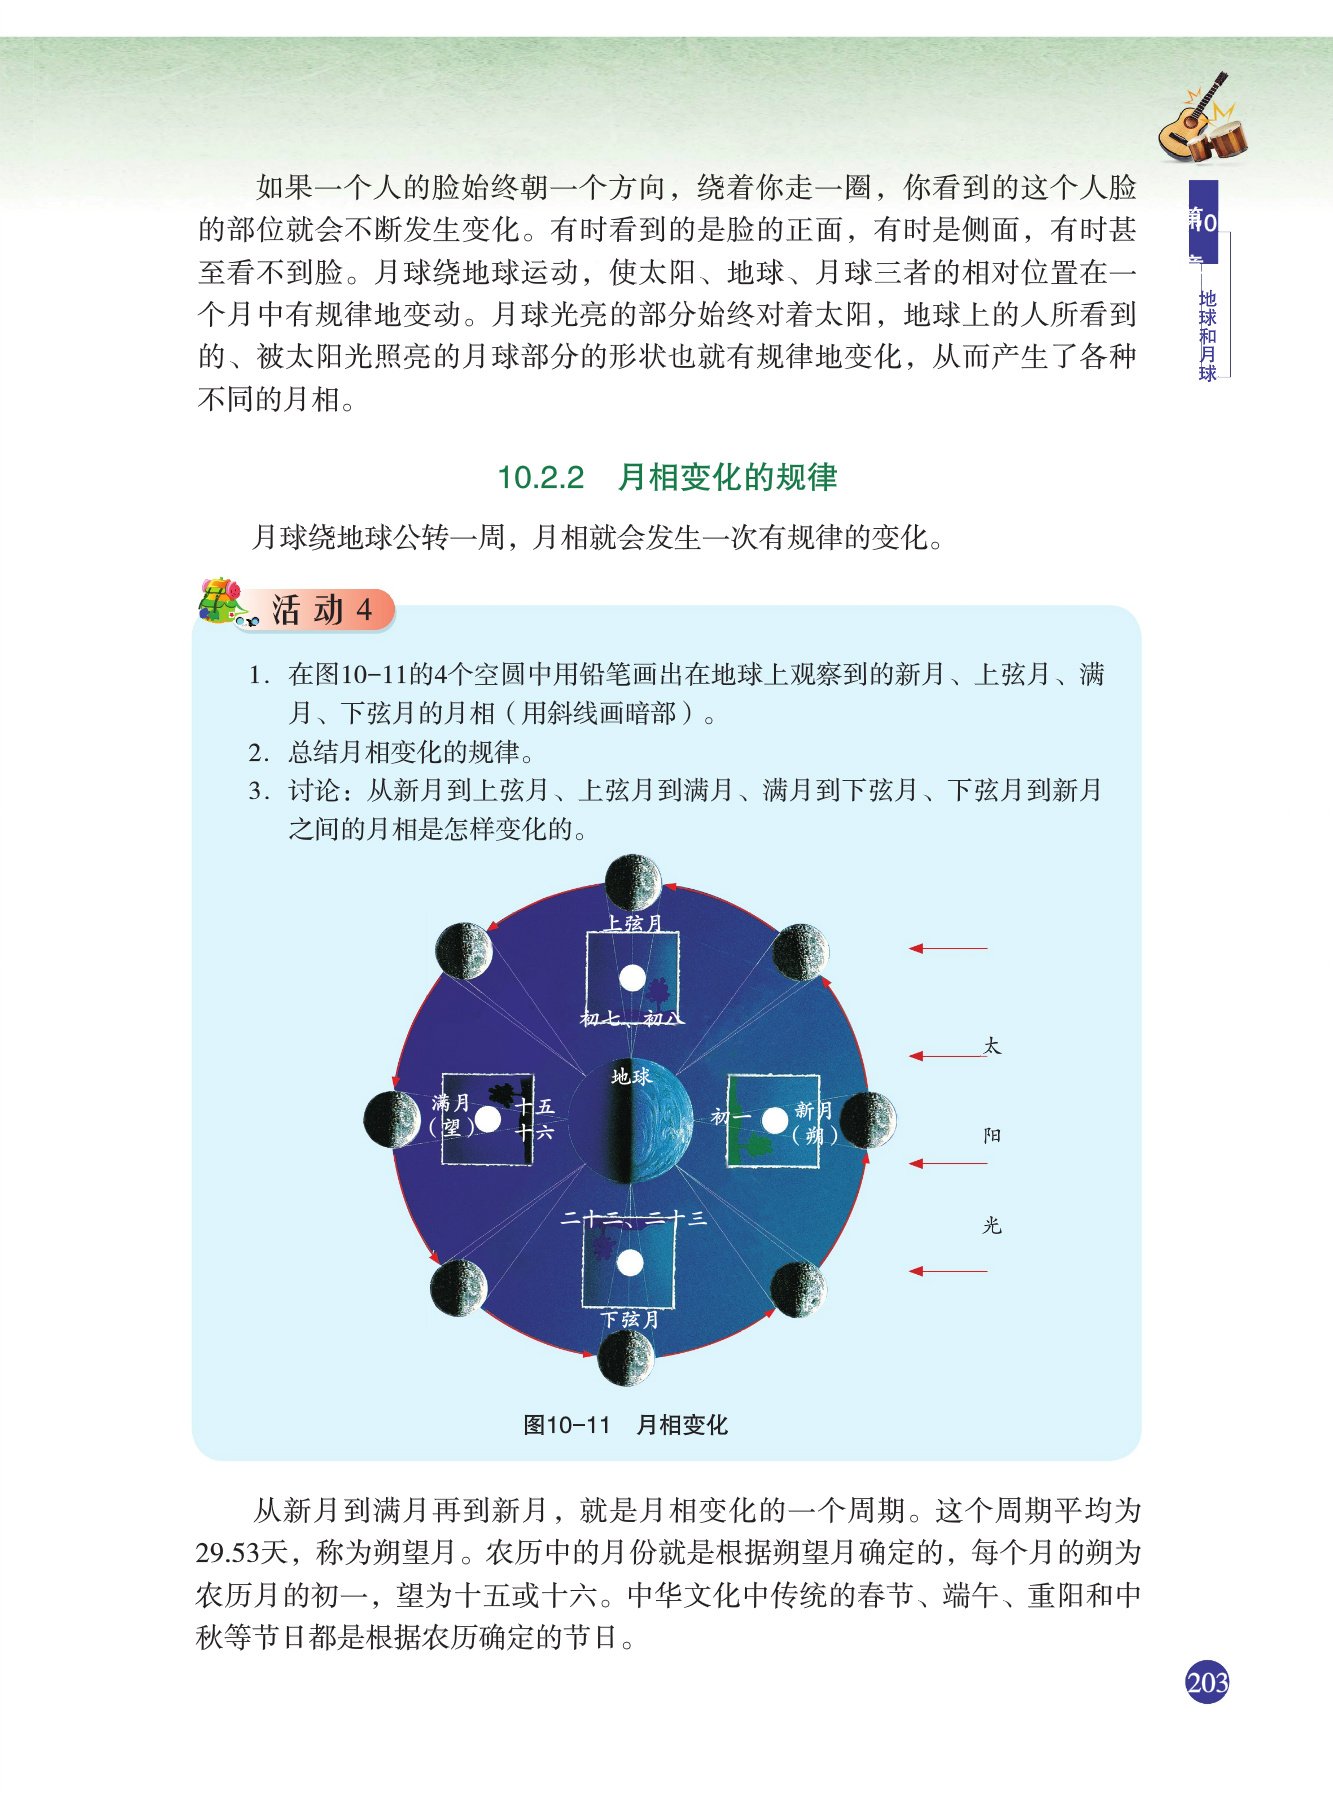 如果一个人的脸始终朝一个方向，绕着你走一圈，你看到的这个人脸
的部位就会不断发生变化。有时看到的是脸的正面，有时是侧面，有时甚
至看不到脸。月球绕地球运动，使太阳、地球、月球三者的相对位置在一
个月中有规律地变动。月球光亮的部分始终对着太阳，地球上的人所看到
的、被太阳光照亮的月球部分的形状也就有规律地变化，从而产生了各种
不同的月相。
第10章
地球和月球
10.2.2 月相变化的规律
月球绕地球公转一周，月相就会发生一次有规律的变化。
活动4
1. 在图10-11的4个空圆中用铅笔画出在地球上观察到的新月、上弦月、满
月、下弦月的月相（用斜线画暗部）。
2. 总结月相变化的规律。
3. 讨论：从新月到上弦月、上弦月到满月、满月到下弦月、下弦月到新月
之间的月相是怎样变化的。
上弦月
初七、初八
地球
满月
（望）
十五
十六
初一
新月
（朔）
二十二、二十三
下弦月
太
阳
光
图10-11 月相变化
从新月到满月再到新月，就是月相变化的一个周期。这个周期平均为
29.53天，称为朔望月。农历中的月份就是根据朔望月确定的，每个月的朔为
农历月的初一，望为十五或十六。中华文化中传统的春节、端午、重阳和中
秋等节日都是根据农历确定的节日。
203